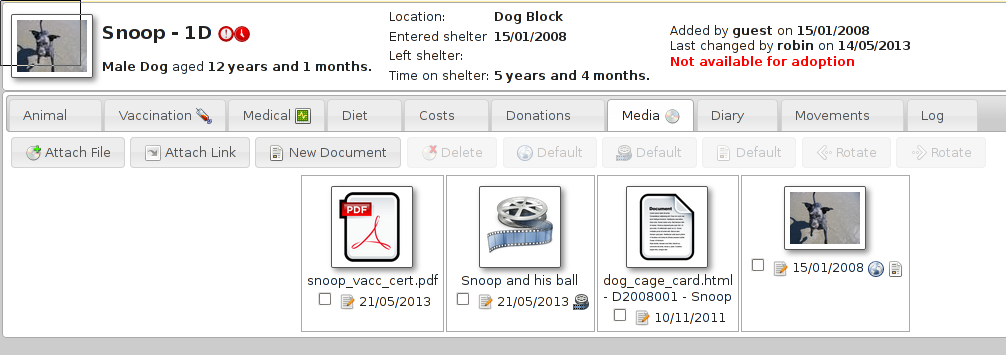 Snoop - 1D
Male Dog aged 12 years and 1 months.
Location: Dog Block
Entered shelter 15/01/2008
Left shelter:
Time on shelter: 5 years and 4 months.
Added by guest on 15/01/2008
Last changed by robin on 14/05/2013
Not available for adoption
Animal Vaccination Medical Diet Costs Donations Media Diary Movements Log
Attach File Attach Link New Document Delete Default Default Default Rotate Rotate
PDF
snoop_vacc_cert.pdf
21/05/2013
Snoop and his ball
21/05/2013
Document
dog_cage_card.html
- D2008001 - Snoop
10/11/2011
15/01/2008